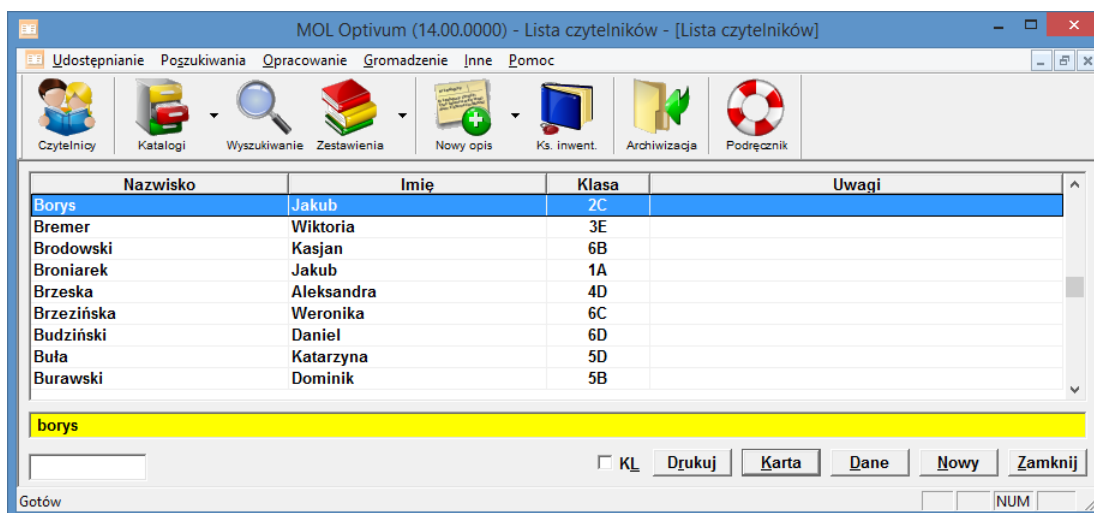 MOL Optivum (14.00.0000) - Lista czytelników - [Lista czytelników]
Udostępnianie Poszukiwania Opracowanie Gromadzenie Inne Pomoc
Czytelnicy Katalogi Wyszukiwanie Zestawienia Nowy opis Ks. inwent. Archiwizacja Podręcznik
Nazwisko Imię Klasa Uwagi
Borys Jakub 2C
Bremer Wiktoria 3E
Brodowski Kasjan 6B
Broniarek Jakub 1A
Brzeska Aleksandra 4D
Brzezińska Weronika 6C
Budziński Daniel 6D
Buła Katarzyna 5D
Burawski Dominik 5B
borys
KL Drukuj Karta Dane Nowy Zamknij
Gotów NUM